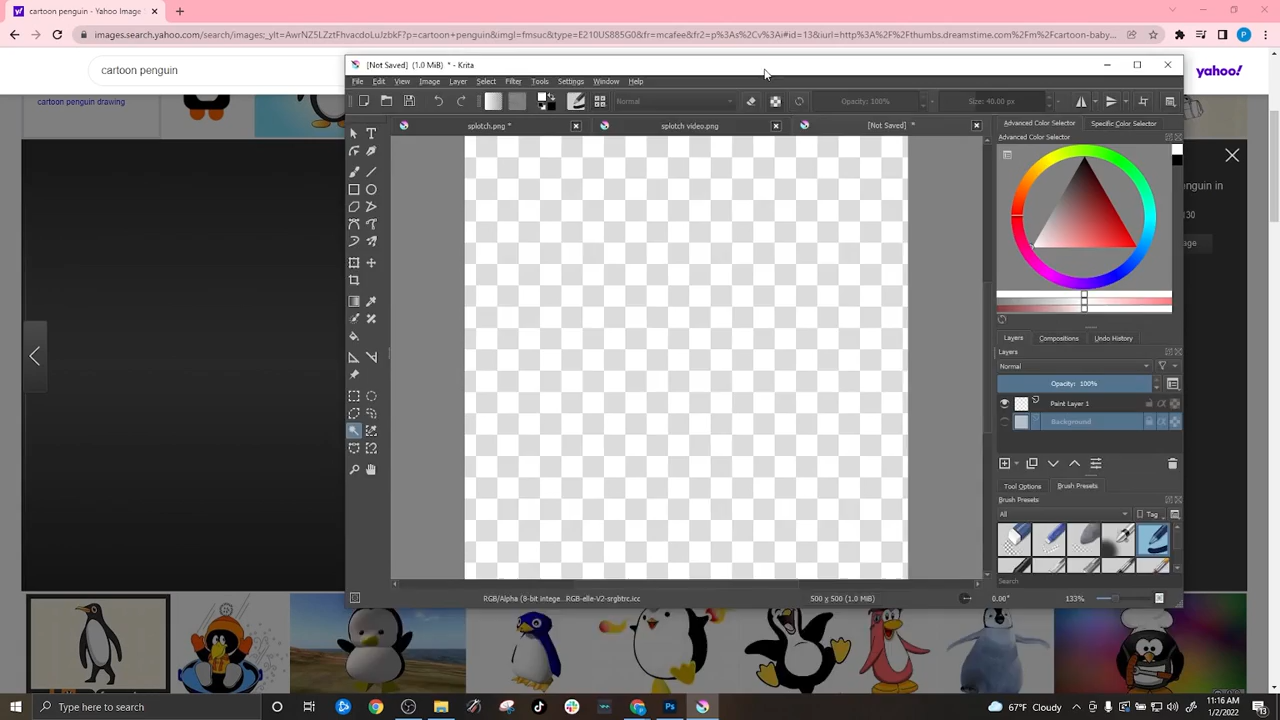 cartoon penguin - Yahoo Image
images.search.yahoo.com/search/images;_ylt=AwrNZ5LZztFhvacdoLuJzbkF?p=cartoon+penguin&type=E210US885G0&fr=mcafee&fr2=p%3As%2Cv%3Ai#id=13&iurl=http%3A%2F%2Fthumbs.dreamstime.com%2Fm%2Fcartoon-baby
P
cartoon penguin
yahoo!
cartoon penguin drawing
[Not Saved] (1.0 MiB) * - Krita
File Edit View Image Layer Select Filter Tools Settings Window Help
Normal
Opacity: 100%
Size: 40.00 px
splotch.png *
splotch video.png
[Not Saved] *
Advanced Color Selector
Specific Color Selector
Advanced Color Selector
enguin in
130
age
Layers Compositions Undo History
Layers
Normal
Opacity: 100%
Paint Layer 1
Background
Tool Options Brush Presets
Brush Presets
All
Tag
Search
RGB/Alpha (8-bit intege...RGB-elle-V2-srgbtrc.icc
500 x 500 (1.0 MiB)
0.00°
133%
Type here to search
67°F Cloudy
11:16 AM
1/2/2022